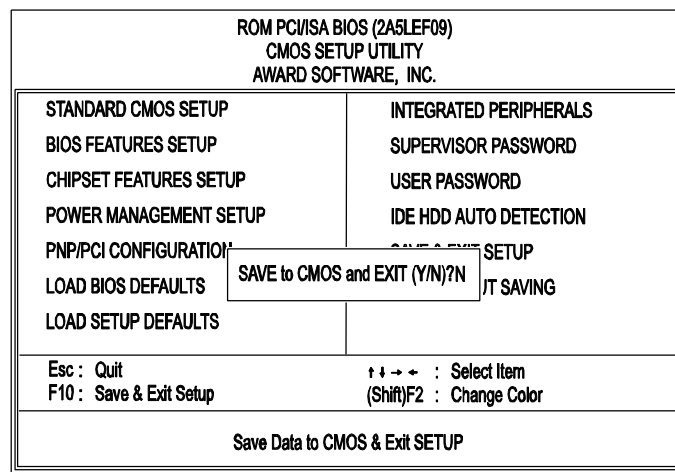 ROM PCI/ISA BIOS (2A5LEF09)
CMOS SETUP UTILITY
AWARD SOFTWARE, INC.
STANDARD CMOS SETUP
BIOS FEATURES SETUP
CHIPSET FEATURES SETUP
POWER MANAGEMENT SETUP
PNP/PCI CONFIGURATION
LOAD BIOS DEFAULTS
LOAD SETUP DEFAULTS
INTEGRATED PERIPHERALS
SUPERVISOR PASSWORD
USER PASSWORD
IDE HDD AUTO DETECTION
SAVE & EXIT SETUP
SAVING
SAVE to CMOS and EXIT (Y/N)?N
Esc : Quit
F10 : Save & Exit Setup
↑ ↓ → ← : Select Item
(Shift)F2 : Change Color
Save Data to CMOS & Exit SETUP